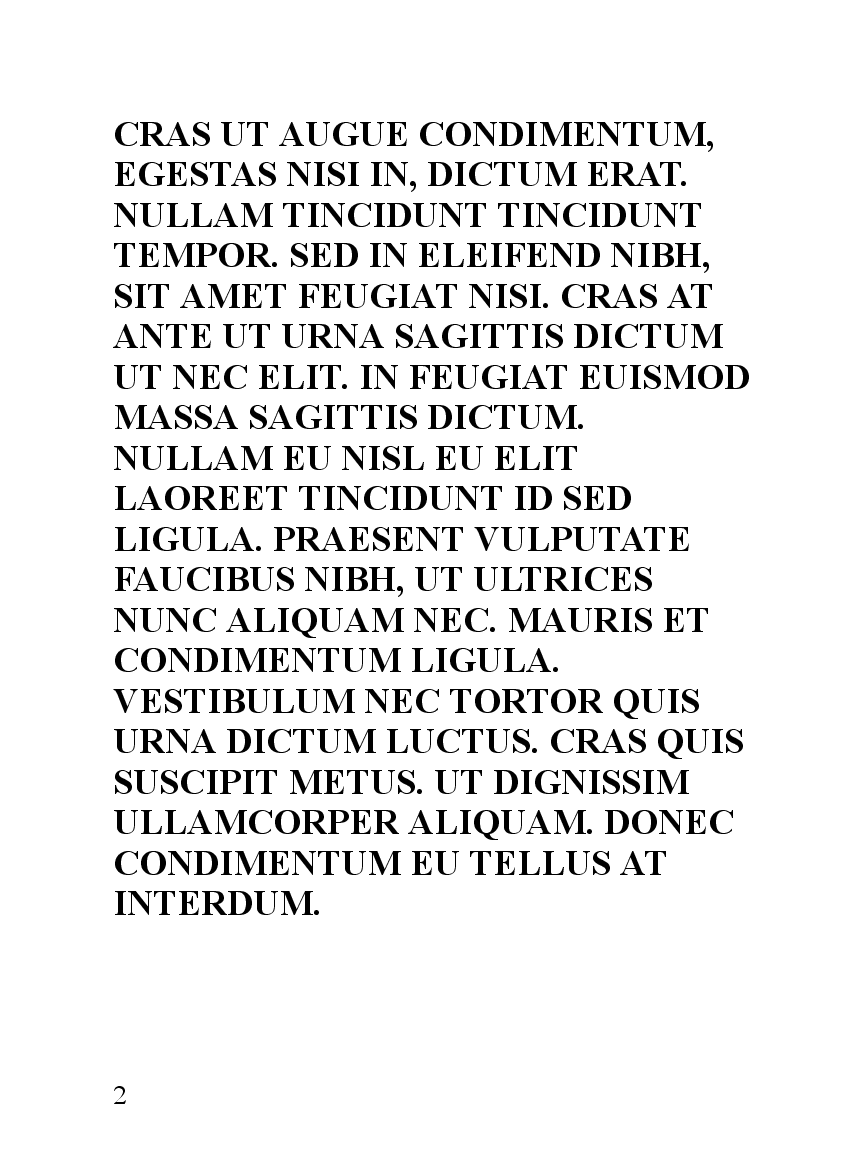 CRAS UT AUGUE CONDIMENTUM,
EGESTAS NISI IN, DICTUM ERAT.
NULLAM TINCIDUNT TINCIDUNT
TEMPOR. SED IN ELEIFEND NIBH,
SIT AMET FEUGIAT NISI. CRAS AT
ANTE UT URNA SAGITTIS DICTUM
UT NEC ELIT. IN FEUGIAT EUISMOD
MASSA SAGITTIS DICTUM.
NULLAM EU NISL EU ELIT
LAOREET TINCIDUNT ID SED
LIGULA. PRAESENT VULPUTATE
FAUCIBUS NIBH, UT ULTRICES
NUNC ALIQUAM NEC. MAURIS ET
CONDIMENTUM LIGULA.
VESTIBULUM NEC TORTOR QUIS
URNA DICTUM LUCTUS. CRAS QUIS
SUSCIPIT METUS. UT DIGNISSIM
ULLAMCORPER ALIQUAM. DONEC
CONDIMENTUM EU TELLUS AT
INTERDUM.
2